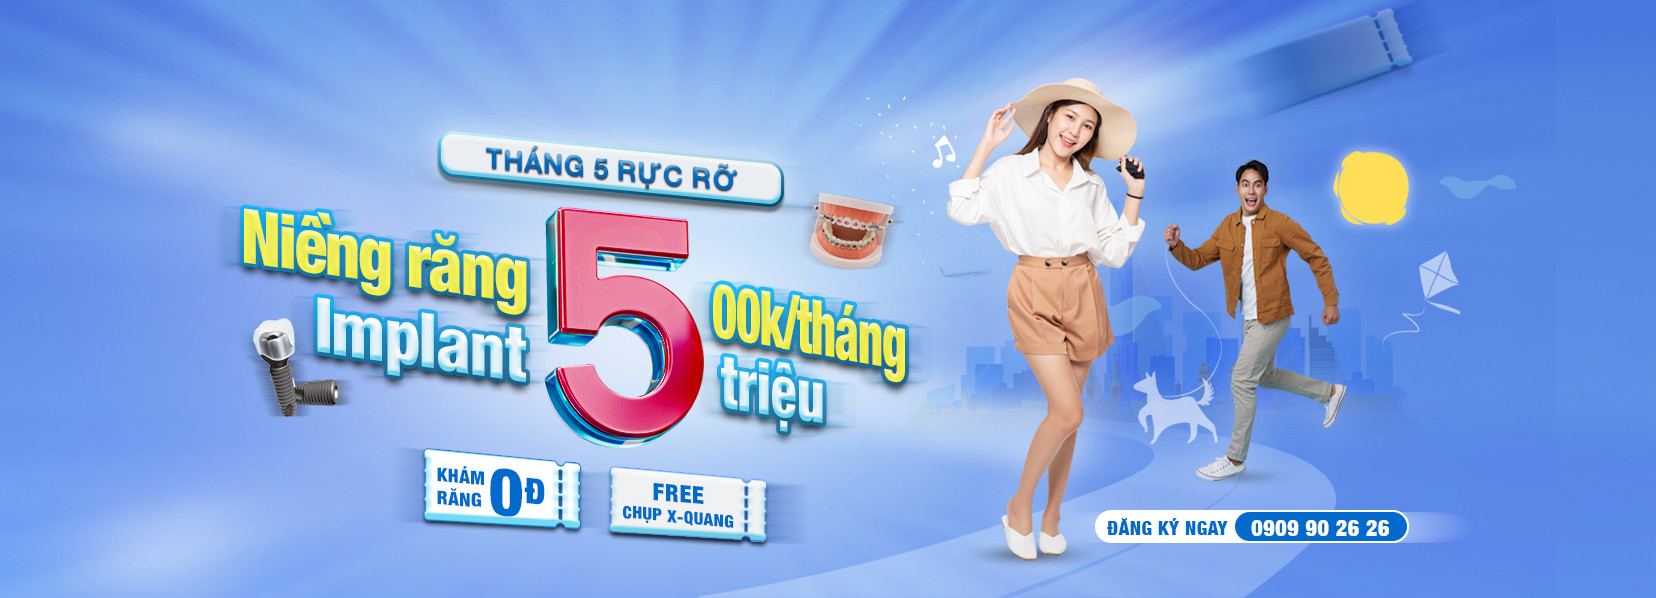 THÁNG 5 RỰC RỠ
Niềng răng 500k/tháng
Implant 5 triệu
KHÁM RĂNG 0Đ
FREE
CHỤP X-QUANG
ĐĂNG KÝ NGAY 0909 90 26 26